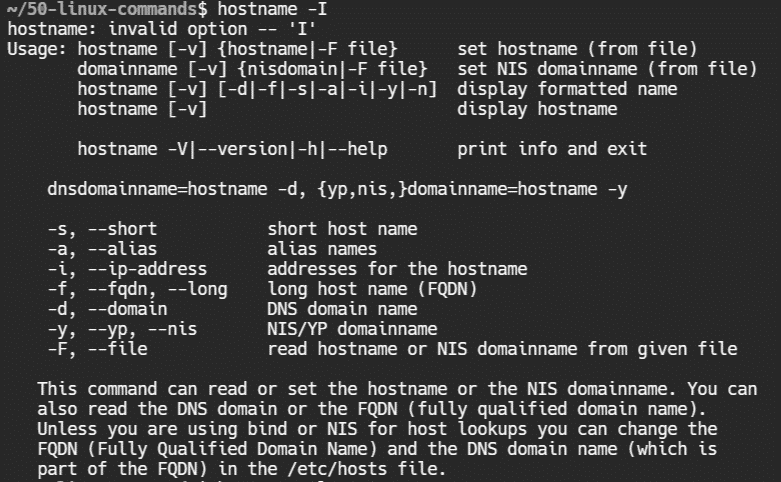 ~/50-linux-commands$ hostname -I
hostname: invalid option -- 'I'
Usage: hostname [-v] {hostname|-F file}      set hostname (from file)
       domainname [-v] {nisdomain|-F file}   set NIS domainname (from file)
       hostname [-v] [-d|-f|-s|-a|-i|-y|-n]  display formatted name
       hostname [-v]                         display hostname

       hostname -V|--version|-h|--help       print info and exit

    dnsdomainname=hostname -d, {yp,nis,}domainname=hostname -y

    -s, --short           short host name
    -a, --alias           alias names
    -i, --ip-address      addresses for the hostname
    -f, --fqdn, --long    long host name (FQDN)
    -d, --domain          DNS domain name
    -y, --yp, --nis       NIS/YP domainname
    -F, --file            read hostname or NIS domainname from given file

   This command can read or set the hostname or the NIS domainname. You can
   also read the DNS domain or the FQDN (fully qualified domain name).
   Unless you are using bind or NIS for host lookups you can change the
   FQDN (Fully Qualified Domain Name) and the DNS domain name (which is
   part of the FQDN) in the /etc/hosts file.